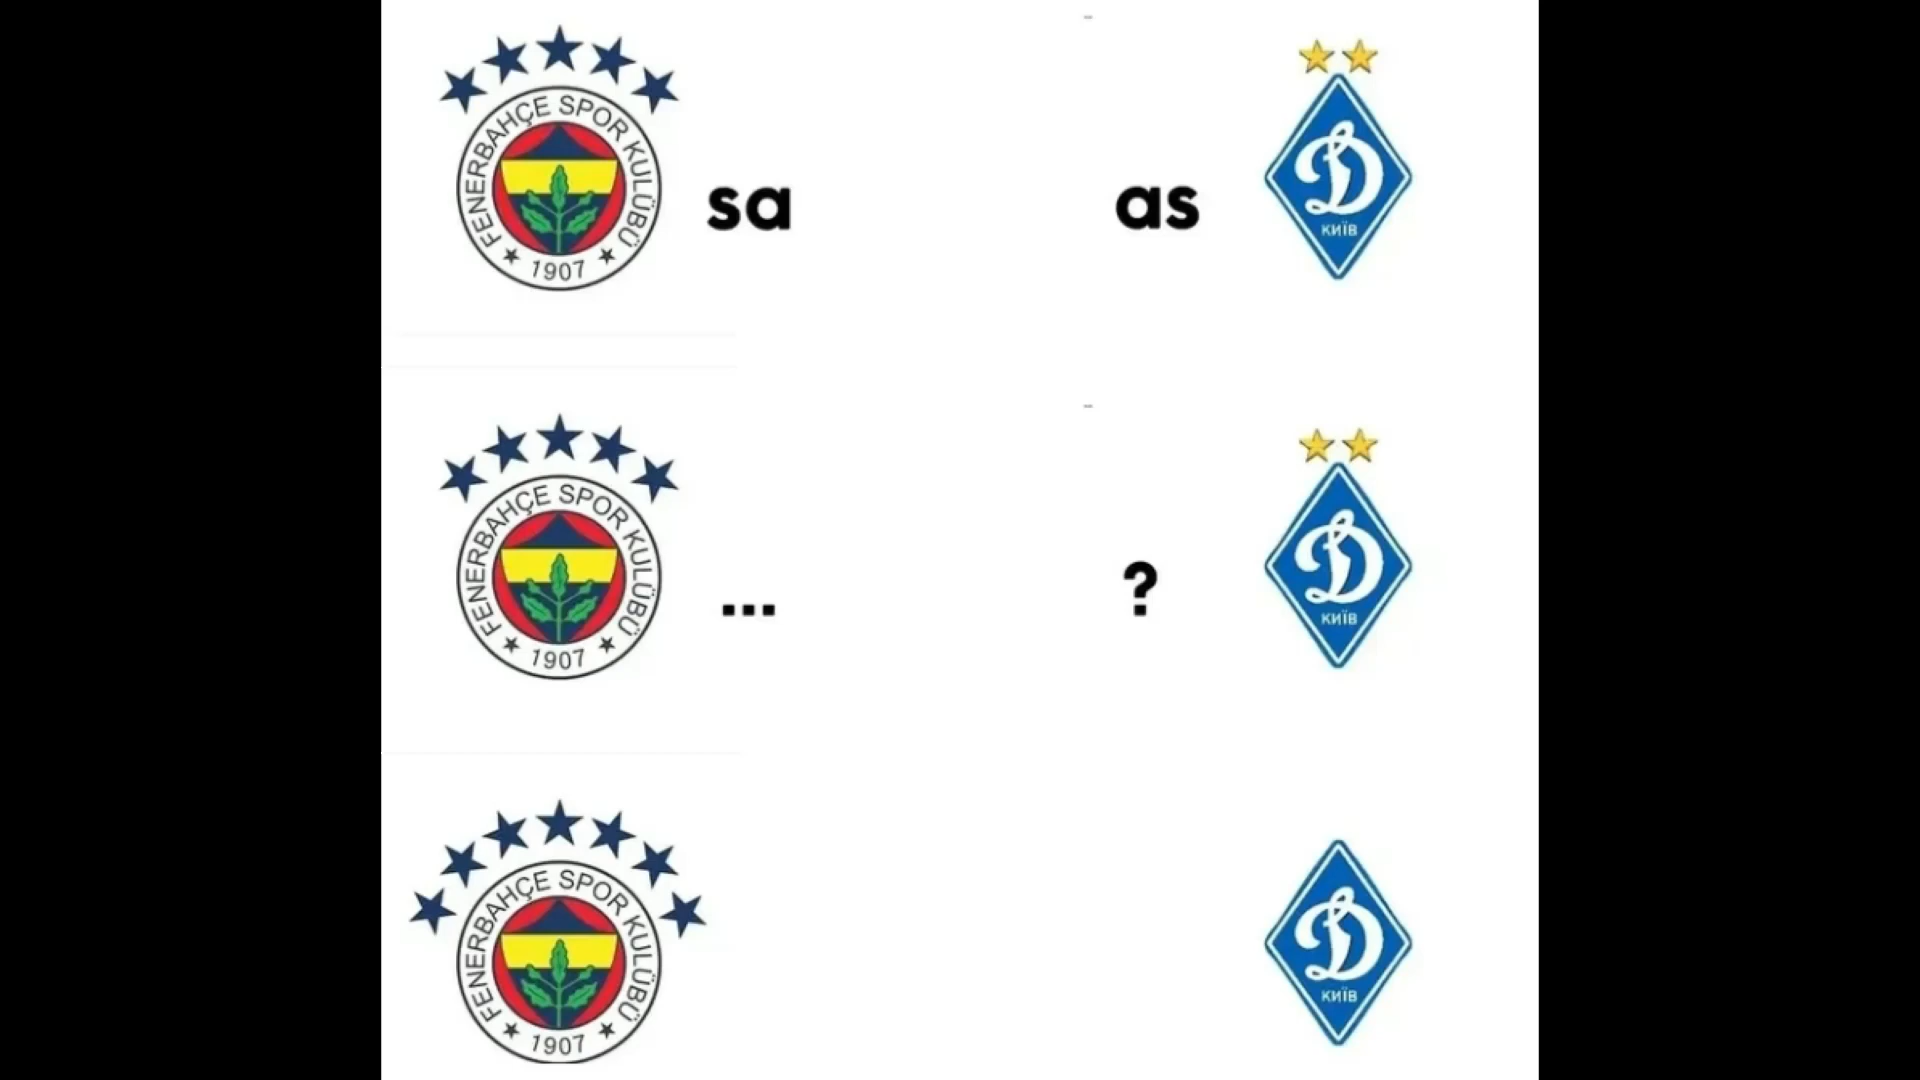 FENERBAHÇE SPOR KULÜBÜ
1907
sa
as
КИЇВ
FENERBAHÇE SPOR KULÜBÜ
1907
...
?
КИЇВ
FENERBAHÇE SPOR KULÜBÜ
1907
КИЇВ